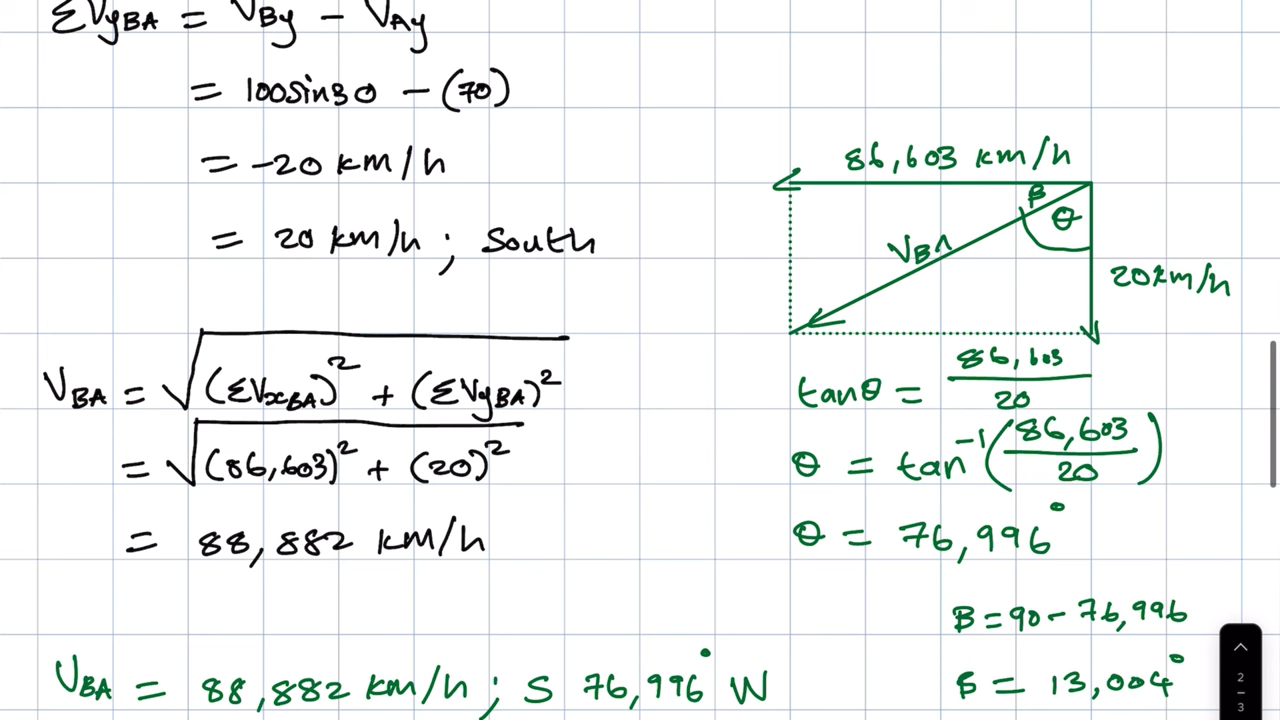 ΣVyBA = VBy − VAy
= 100sin30 − (70)
= −20 km/h
= 20 km/h ; South
VBA = √(ΣVxBA)² + (ΣVyBA)²
= √(86,603)² + (20)²
= 88,882 km/h
VBA = 88,882 km/h ; S 76,996° W
86,603 km/h
β
θ
VBA
20km/h
tanθ = 86,603/20
θ = tan⁻¹(86,603/20)
θ = 76,996°
β = 90 − 76,996
β = 13,004°
2
3